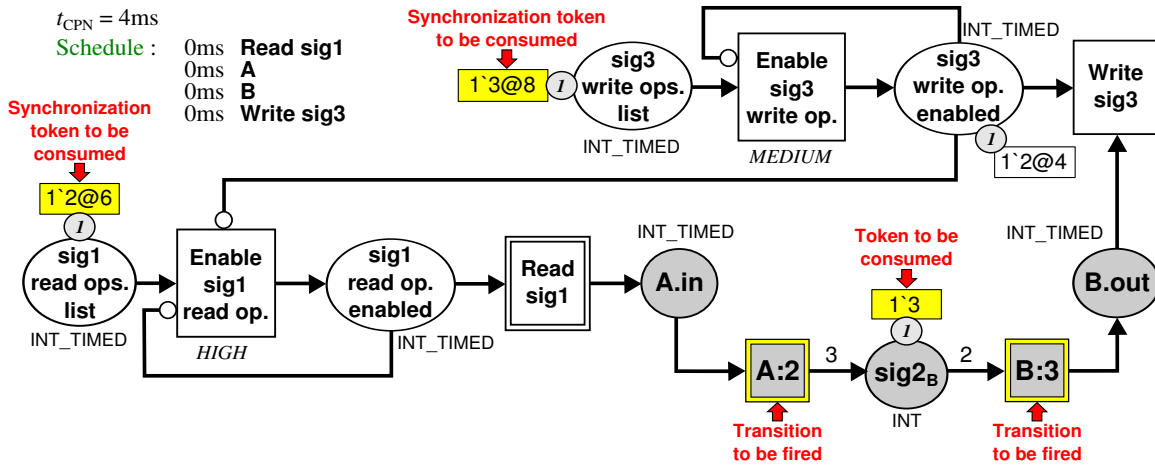 t_CPN = 4ms
Schedule : 0ms Read sig1
0ms A
0ms B
0ms Write sig3
Synchronization
token to be
consumed
1`2@6
1
sig1
read ops.
list
INT_TIMED
Enable
sig1
read op.
HIGH
sig1
read op.
enabled
INT_TIMED
Read
sig1
INT_TIMED
A.in
A:2
Transition
to be fired
3
Token to be
consumed
1`3
1
sig2B
INT
2
B:3
Transition
to be fired
INT_TIMED
B.out
Synchronization token
to be consumed
1`3@8
1
sig3
write ops.
list
INT_TIMED
Enable
sig3
write op.
MEDIUM
INT_TIMED
sig3
write op.
enabled
1
1`2@4
Write
sig3